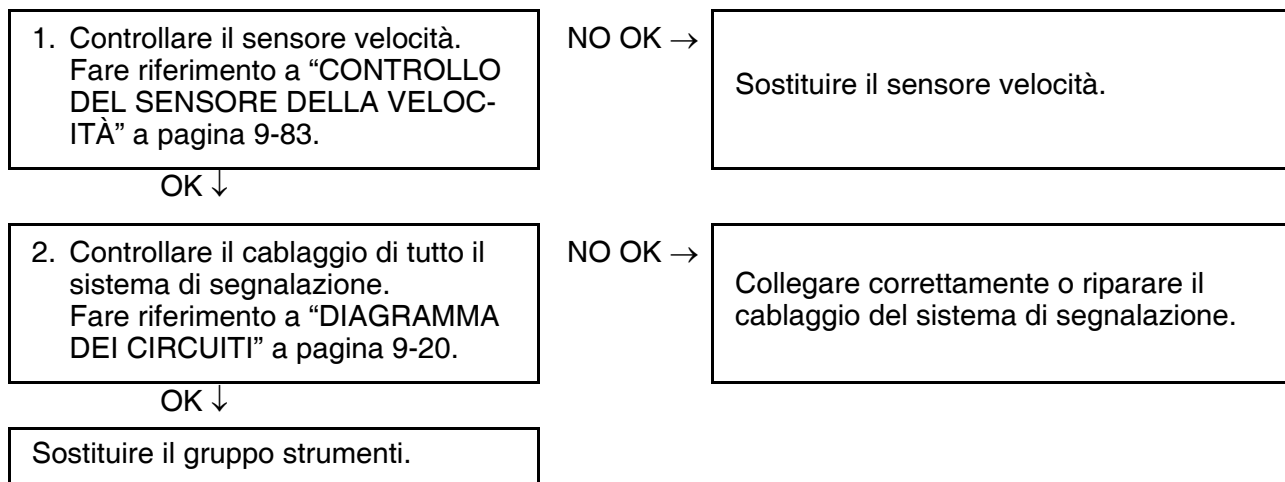 1. Controllare il sensore velocità.
Fare riferimento a “CONTROLLO
DEL SENSORE DELLA VELOC-
ITÀ” a pagina 9-83.
NO OK →
Sostituire il sensore velocità.
OK ↓
2. Controllare il cablaggio di tutto il
sistema di segnalazione.
Fare riferimento a “DIAGRAMMA
DEI CIRCUITI” a pagina 9-20.
NO OK →
Collegare correttamente o riparare il
cablaggio del sistema di segnalazione.
OK ↓
Sostituire il gruppo strumenti.